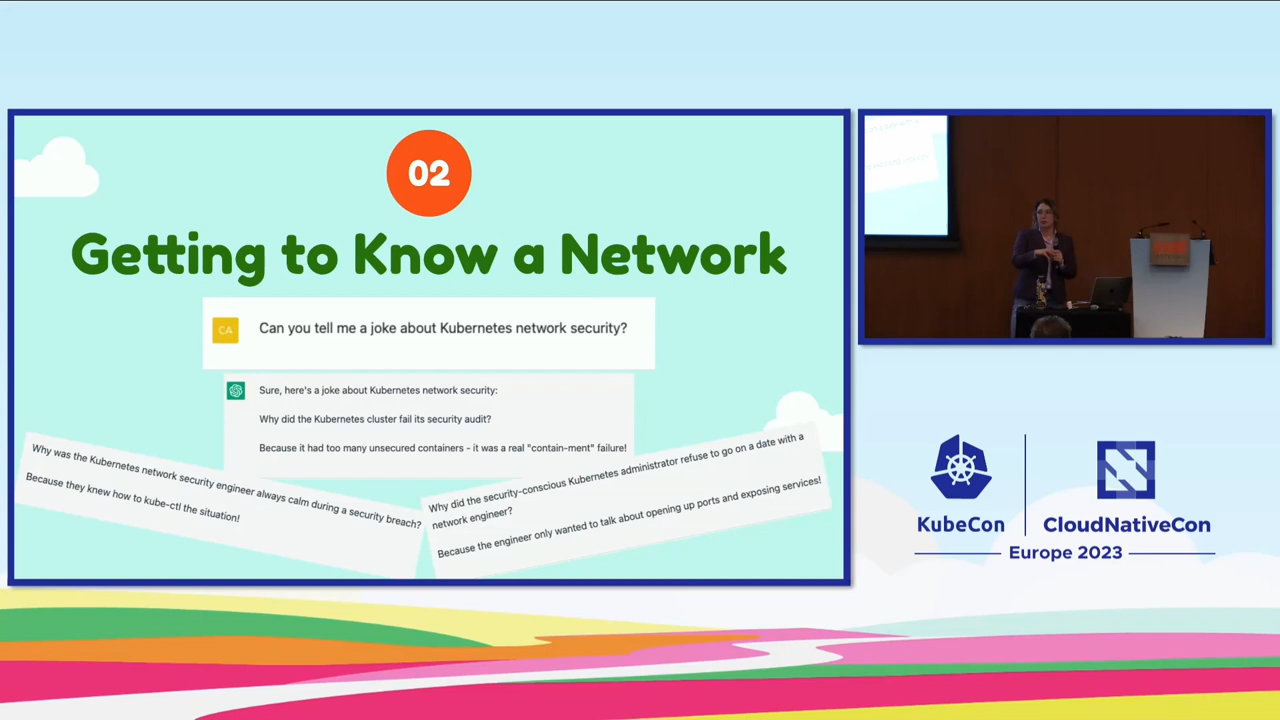 02
Getting to Know a Network
CA
Can you tell me a joke about Kubernetes network security?
Sure, here's a joke about Kubernetes network security:
Why did the Kubernetes cluster fail its security audit?
Because it had too many unsecured containers - it was a real "contain-ment" failure!
Why was the Kubernetes network security engineer always calm during a security breach?
Because they knew how to kube-ctl the situation!
Why did the security-conscious Kubernetes administrator refuse to go on a date with a
network engineer?
Because the engineer only wanted to talk about opening up ports and exposing services!
KubeCon
CloudNativeCon
Europe 2023